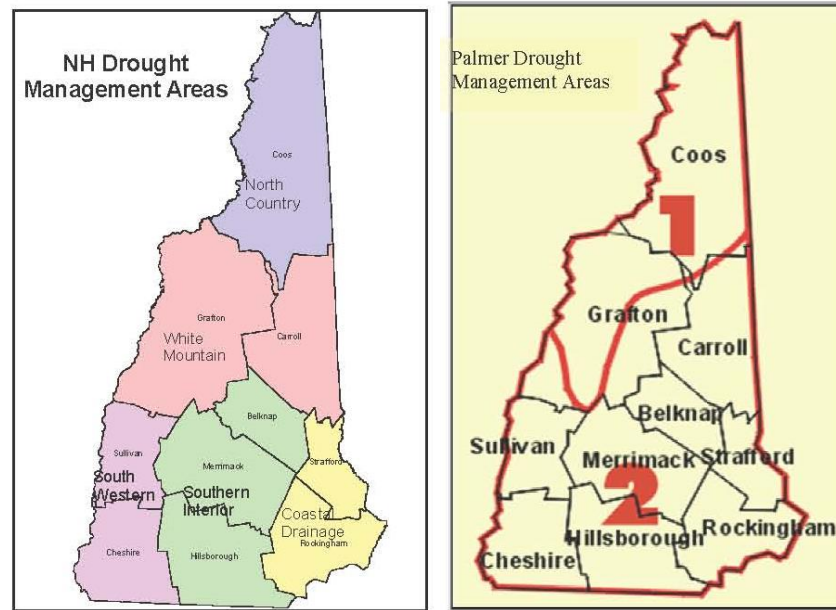 NH Drought
Management Areas
Coos
North
Country
Grafton
White
Mountain
Carroll
Belknap
Sullivan
Merrimack
Strafford
South
Western
Southern
Interior
Coastal
Drainage
Rockingham
Cheshire
Hillsborough
Palmer Drought
Management Areas
Coos
1
Grafton
Carroll
Belknap
Sullivan
Merrimack
Strafford
2
Rockingham
Hillsborough
Cheshire